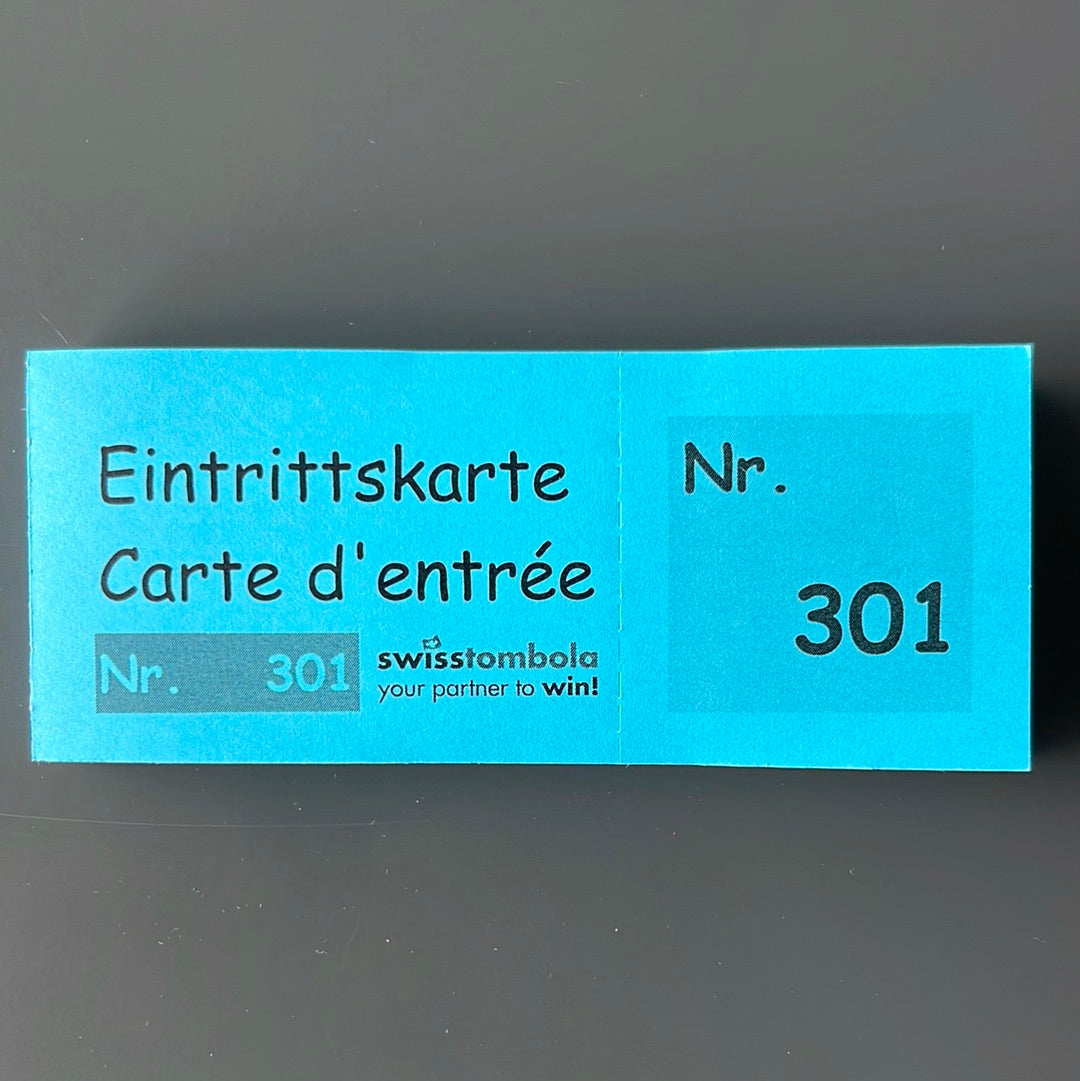 Eintrittskarte
Carte d'entrée
Nr. 301
swisstombola
your partner to win!
Nr.
301